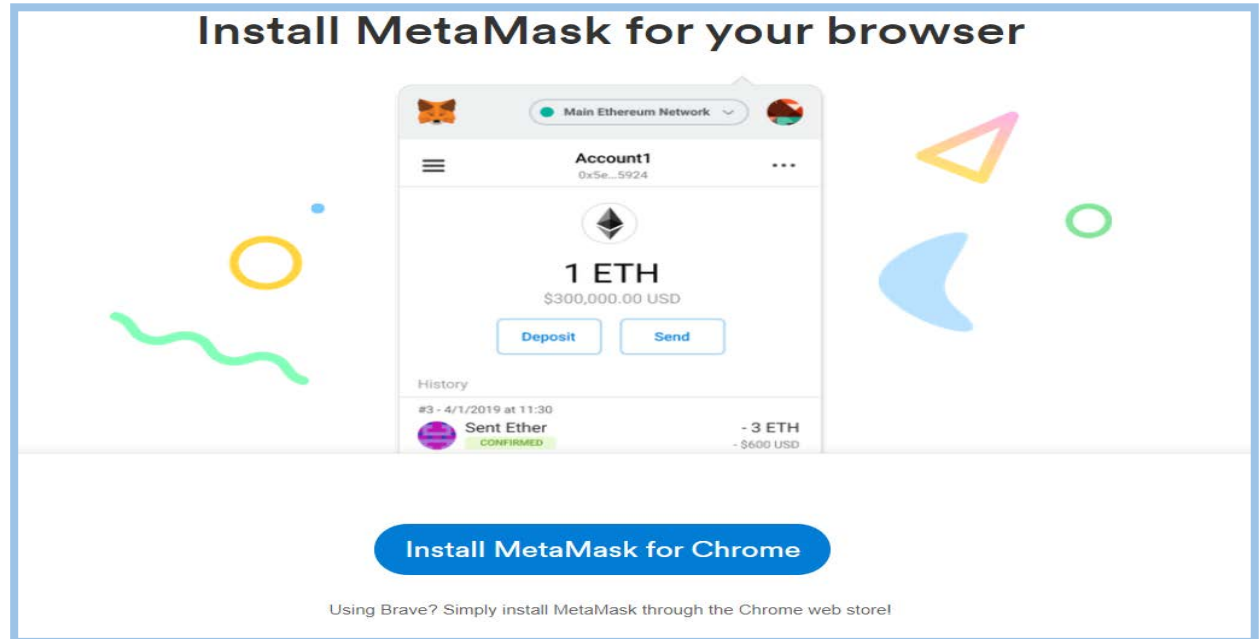 Install MetaMask for your browser
Main Ethereum Network
Account1
0x5e...5924
1 ETH
$300,000.00 USD
Deposit Send
History
#3 - 4/1/2019 at 11:30
Sent Ether - 3 ETH
CONFIRMED - $600 USD
Install MetaMask for Chrome
Using Brave? Simply install MetaMask through the Chrome web store!